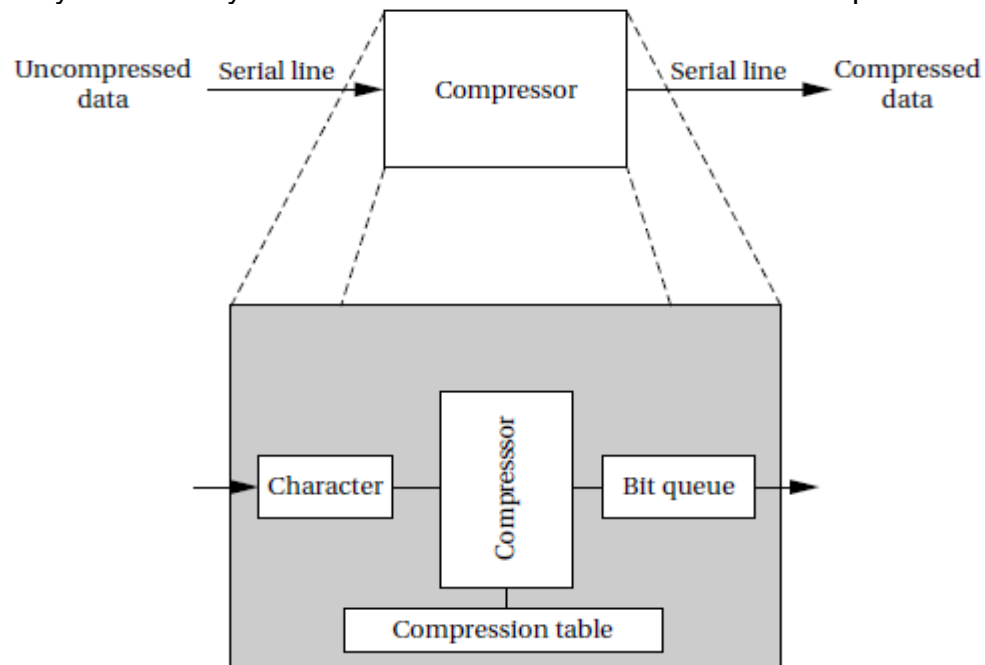 Uncompressed
data
Serial line
Compressor
Serial line
Compressed
data
Character
Compresssor
Bit queue
Compression table